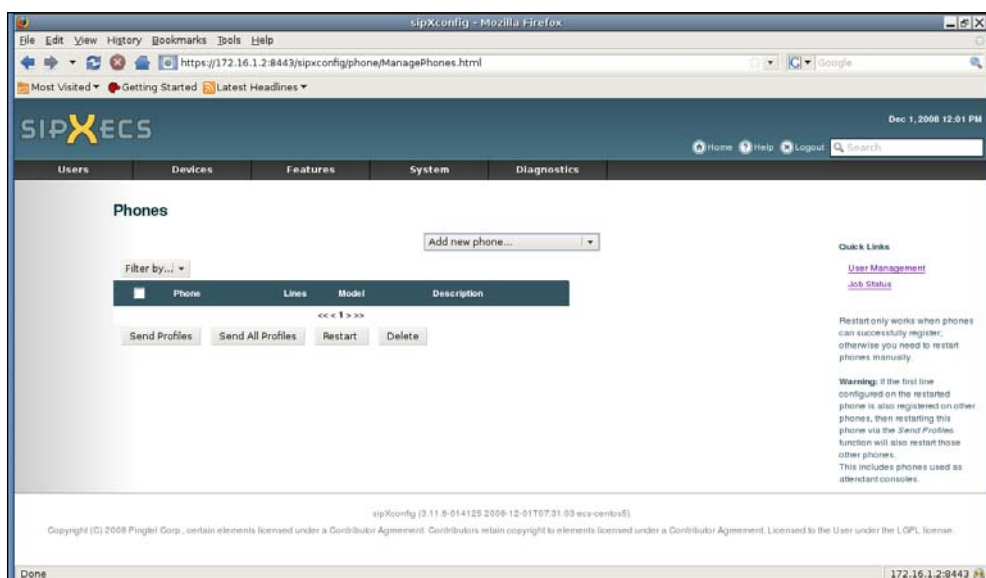 sipXconfig - Mozilla Firefox
File Edit View History Bookmarks Tools Help
https://172.16.1.2:8443/sipxconfig/phone/ManagePhones.html
Google
Most Visited Getting Started Latest Headlines
SIPXECS
Dec 1, 2008 12:01 PM
Home Help Logout Search
Users Devices Features System Diagnostics
Phones
Add new phone...
Filter by...
Phone Lines Model Description
<< < 1 > >>
Send Profiles Send All Profiles Restart Delete
Quick Links
User Management
Job Status
Restart only works when phones
can successfully register;
otherwise you need to restart
phones manually.
Warning: If the first line
configured on the restarted
phone is also registered on other
phones, then restarting this
phone via the Send Profiles
function will also restart those
other phones.
This includes phones used as
attendant consoles.
sipXconfig (3.11.8-014125 2008-12-01T07:31:03 ecs-centos5)
Copyright (C) 2008 Pingtel Corp., certain elements licensed under a Contributor Agreement. Contributors retain copyright to elements licensed under a Contributor Agreement. Licensed to the User under the LGPL license.
Done
172.16.1.2:8443